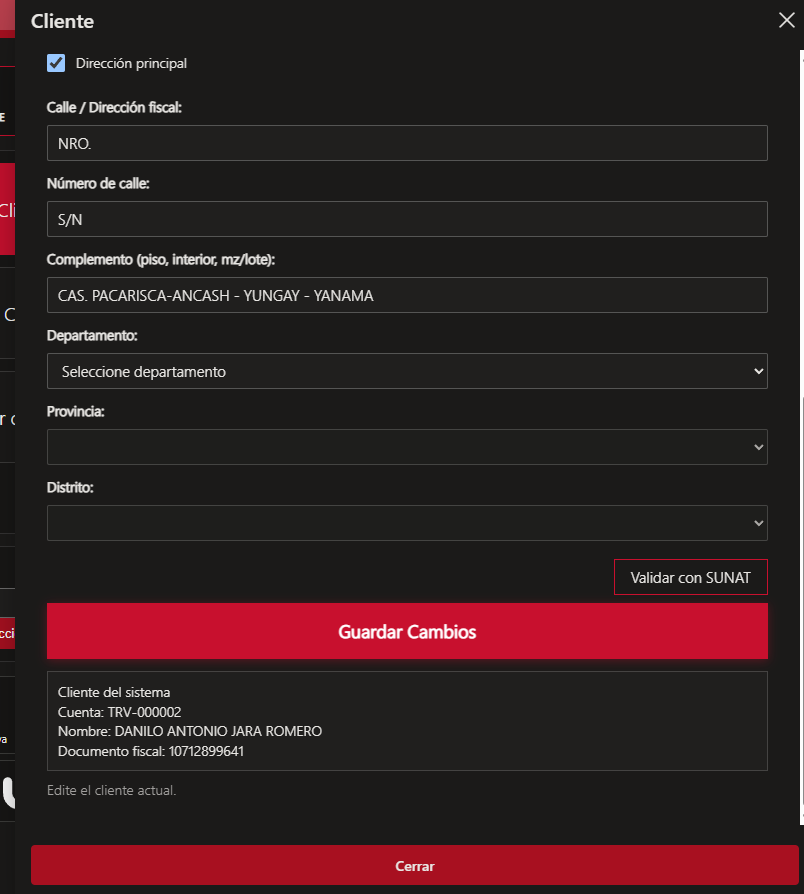 Cliente
Dirección principal
Calle / Dirección fiscal:
NRO.
Número de calle:
S/N
Complemento (piso, interior, mz/lote):
CAS. PACARISCA-ANCASH - YUNGAY - YANAMA
Departamento:
Seleccione departamento
Provincia:
Distrito:
Validar con SUNAT
Guardar Cambios
Cliente del sistema
Cuenta: TRV-000002
Nombre: DANILO ANTONIO JARA ROMERO
Documento fiscal: 10712899641
Edite el cliente actual.
Cerrar